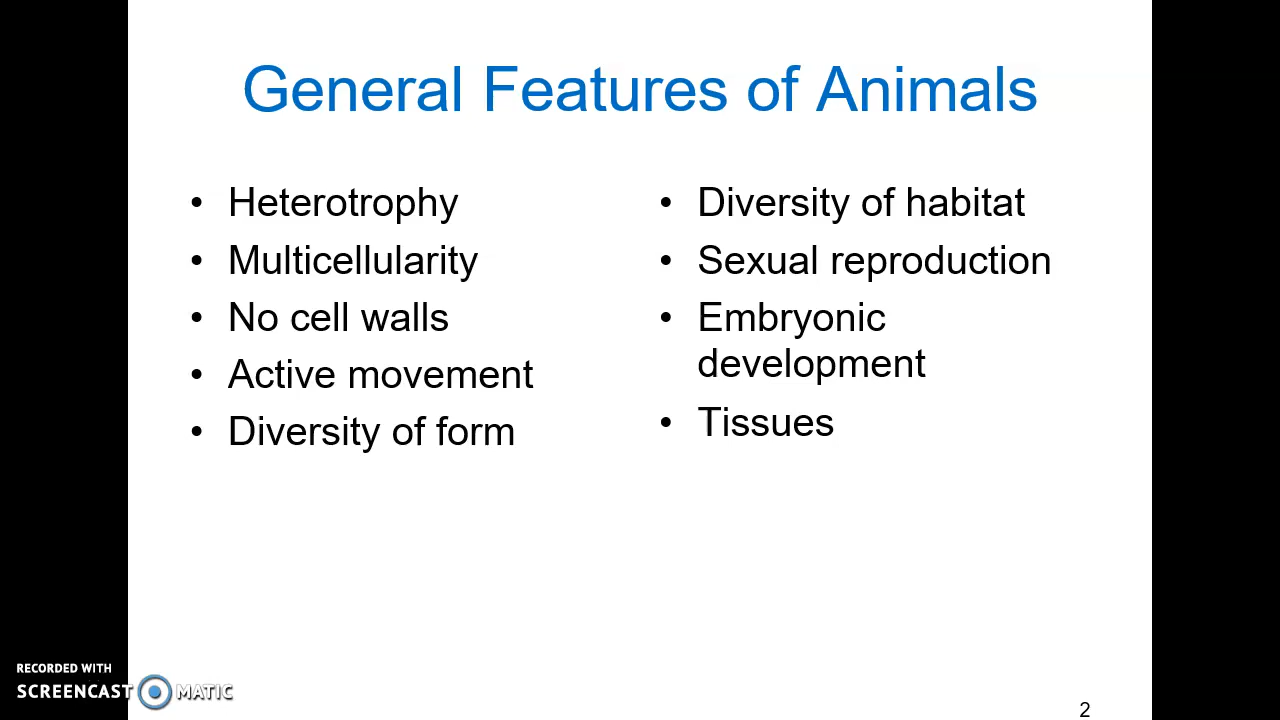 General Features of Animals
• Heterotrophy
• Multicellularity
• No cell walls
• Active movement
• Diversity of form
• Diversity of habitat
• Sexual reproduction
• Embryonic
development
• Tissues
RECORDED WITH
SCREENCAST MATIC
2